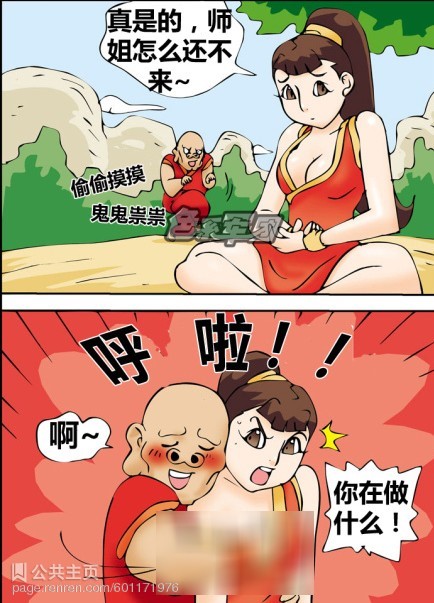 真是的，师
姐怎么还不
来~
偷偷摸摸
鬼鬼祟祟
呼啦！！
啊~
你在做
什么！
公共主页
page.renren.com/601171976